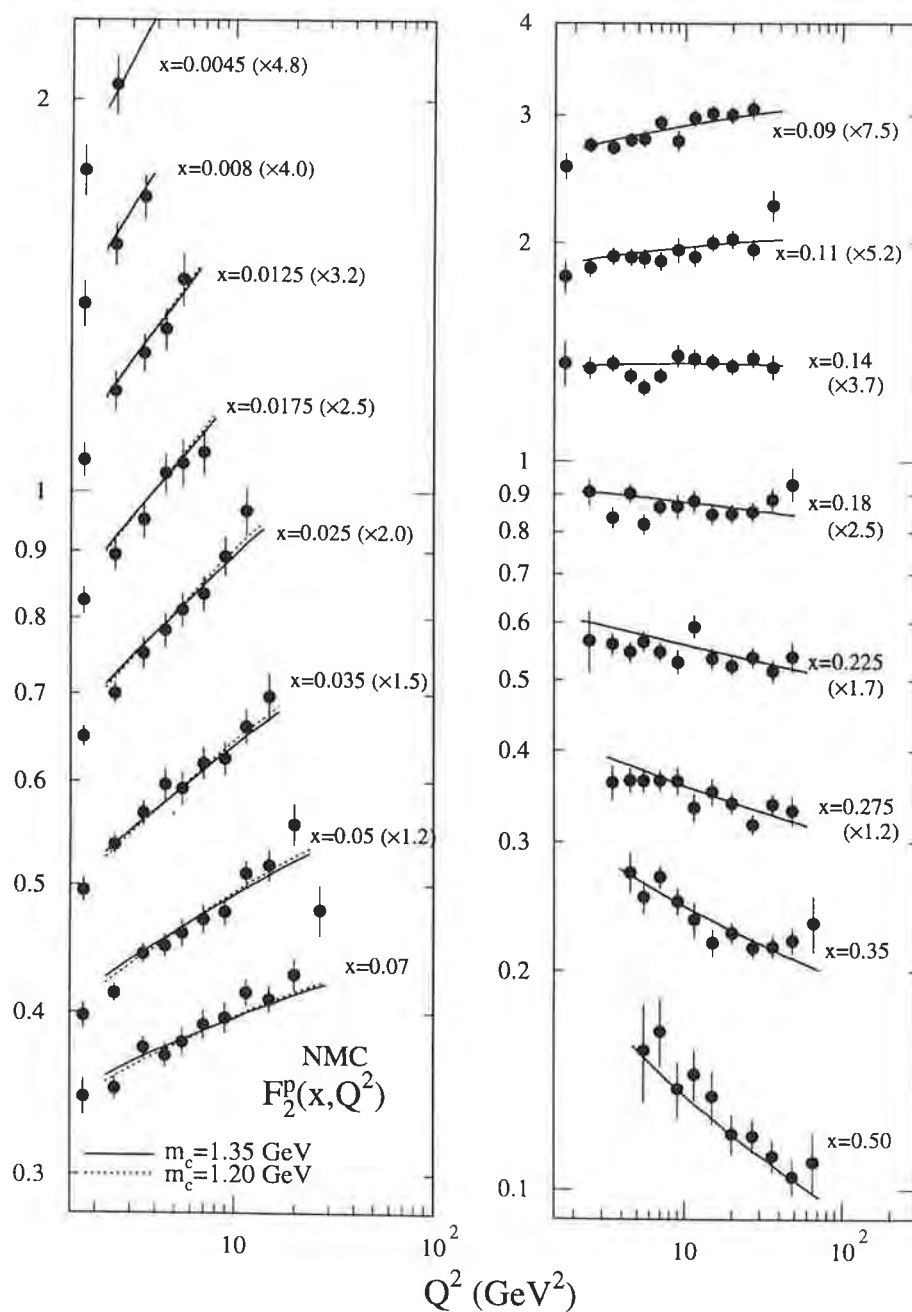 2
1
0.9
0.8
0.7
0.6
0.5
0.4
0.3
x=0.0045 (×4.8)
x=0.008 (×4.0)
x=0.0125 (×3.2)
x=0.0175 (×2.5)
x=0.025 (×2.0)
x=0.035 (×1.5)
x=0.05 (×1.2)
x=0.07
NMC
F₂ᵖ(x,Q²)
m_c=1.35 GeV
m_c=1.20 GeV
10
10²
4
3
2
1
0.9
0.8
0.7
0.6
0.5
0.4
0.3
0.2
0.1
x=0.09 (×7.5)
x=0.11 (×5.2)
x=0.14
(×3.7)
x=0.18
(×2.5)
x=0.225
(×1.7)
x=0.275
(×1.2)
x=0.35
x=0.50
10
10²
Q² (GeV²)